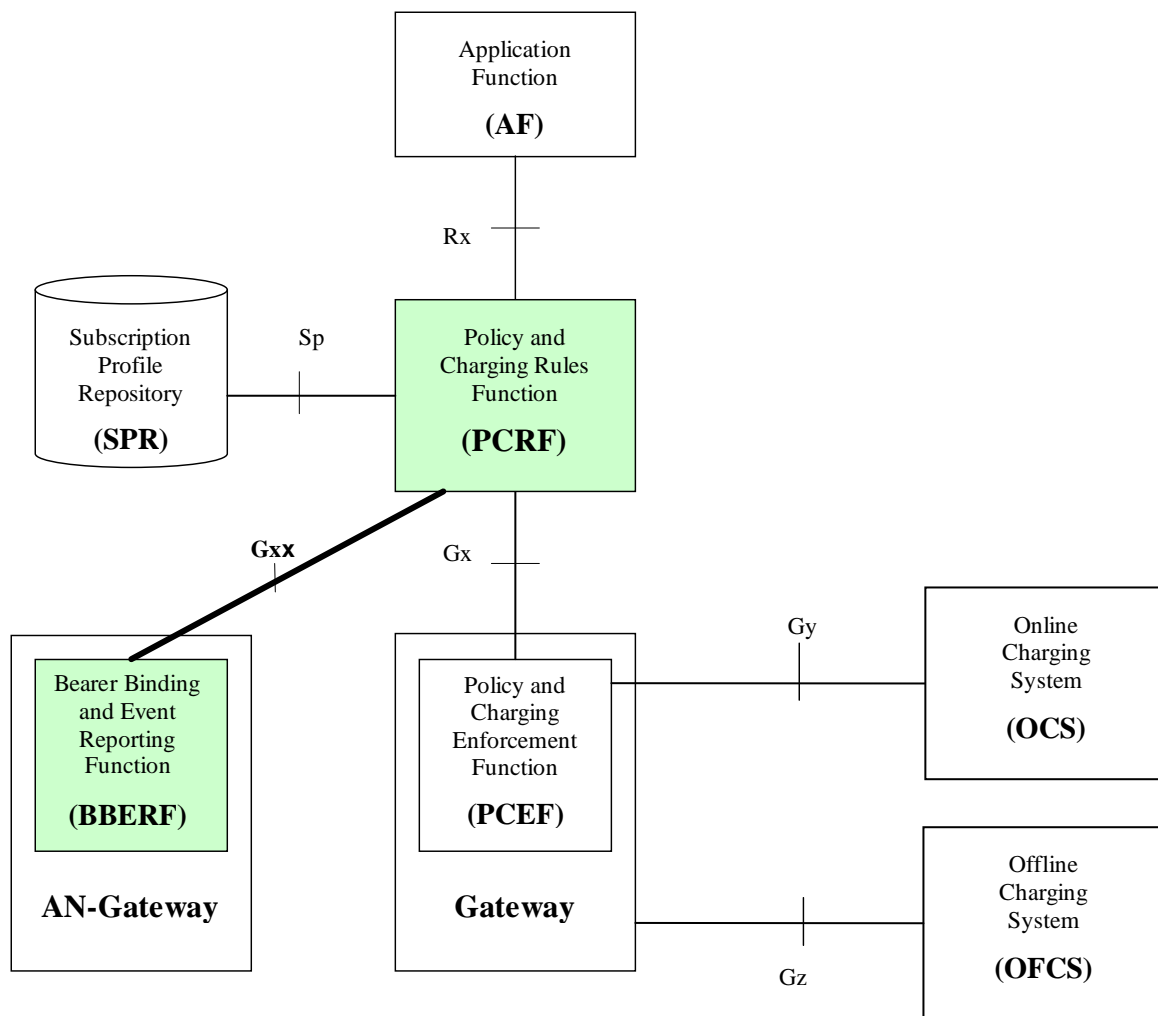 Application
Function
(AF)
Rx
Subscription
Profile
Repository
(SPR)
Sp
Policy and
Charging Rules
Function
(PCRF)
Gxx
Gx
Bearer Binding
and Event
Reporting
Function
(BBERF)
AN-Gateway
Policy and
Charging
Enforcement
Function
(PCEF)
Gateway
Gy
Online
Charging
System
(OCS)
Gz
Offline
Charging
System
(OFCS)